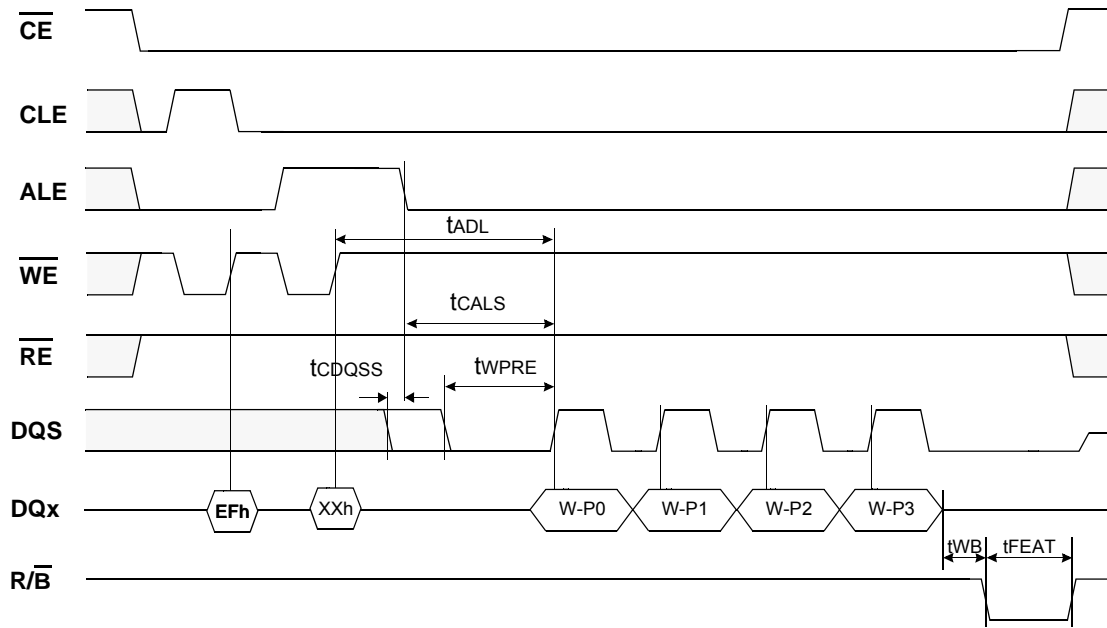 CE
CLE
ALE
tADL
WE
tCALS
RE
tCDQSS
tWPRE
DQS
DQx
EFh
XXh
W-P0
W-P1
W-P2
W-P3
tWB
tFEAT
R/B